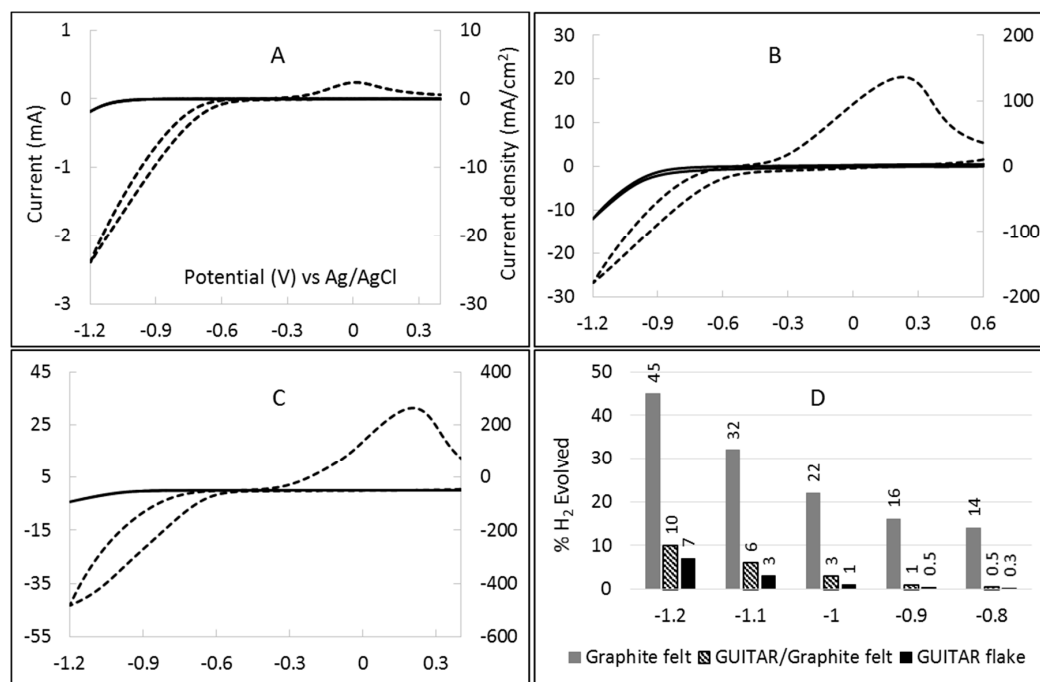 A
Current (mA)
Current density (mA/cm²)
Potential (V) vs Ag/AgCl
1
0
-1
-2
-3
10
0
-10
-20
-30
-1.2 -0.9 -0.6 -0.3 0 0.3
B
30
20
10
0
-10
-20
-30
200
100
0
-100
-200
-1.2 -0.9 -0.6 -0.3 0 0.3 0.6
C
45
25
5
-15
-35
-55
400
200
0
-200
-400
-600
-1.2 -0.9 -0.6 -0.3 0 0.3
D
% H₂ Evolved
50
40
30
20
10
0
45 10 7
32 6 3
22 3 1
16 1 0.5
14 0.5 0.3
-1.2 -1.1 -1 -0.9 -0.8
Graphite felt GUITAR/Graphite felt GUITAR flake